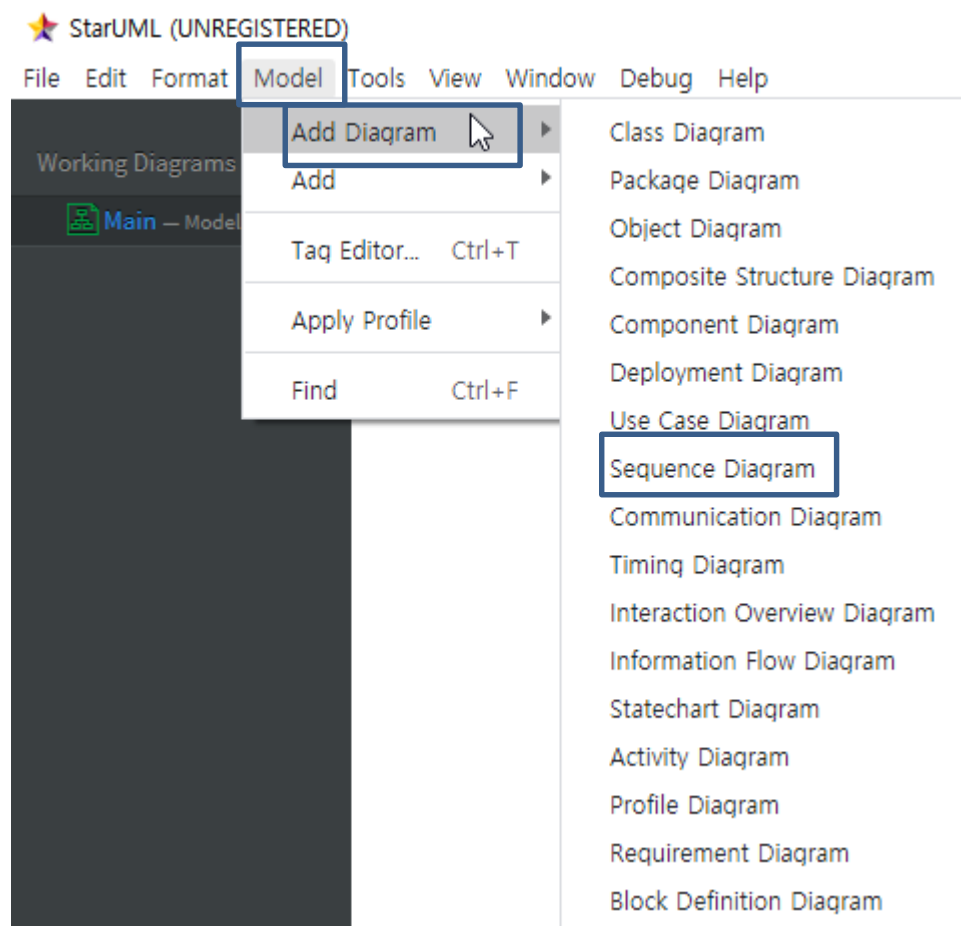 StarUML (UNREGISTERED)
File Edit Format Model Tools View Window Debug Help
Working Diagrams
Main — Model
Add Diagram
Add
Tag Editor... Ctrl+T
Apply Profile
Find Ctrl+F
Class Diagram
Package Diagram
Object Diagram
Composite Structure Diagram
Component Diagram
Deployment Diagram
Use Case Diagram
Sequence Diagram
Communication Diagram
Timing Diagram
Interaction Overview Diagram
Information Flow Diagram
Statechart Diagram
Activity Diagram
Profile Diagram
Requirement Diagram
Block Definition Diagram